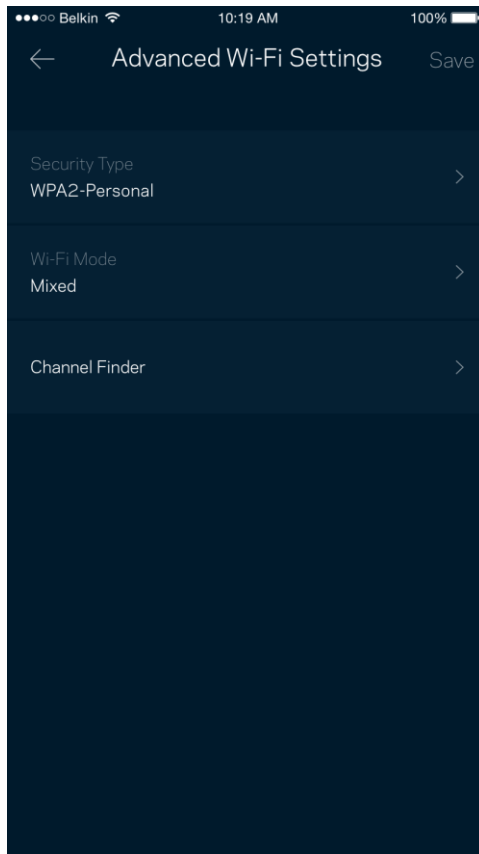 Belkin 10:19 AM 100%
Advanced Wi-Fi Settings Save
Security Type
WPA2-Personal
Wi-Fi Mode
Mixed
Channel Finder